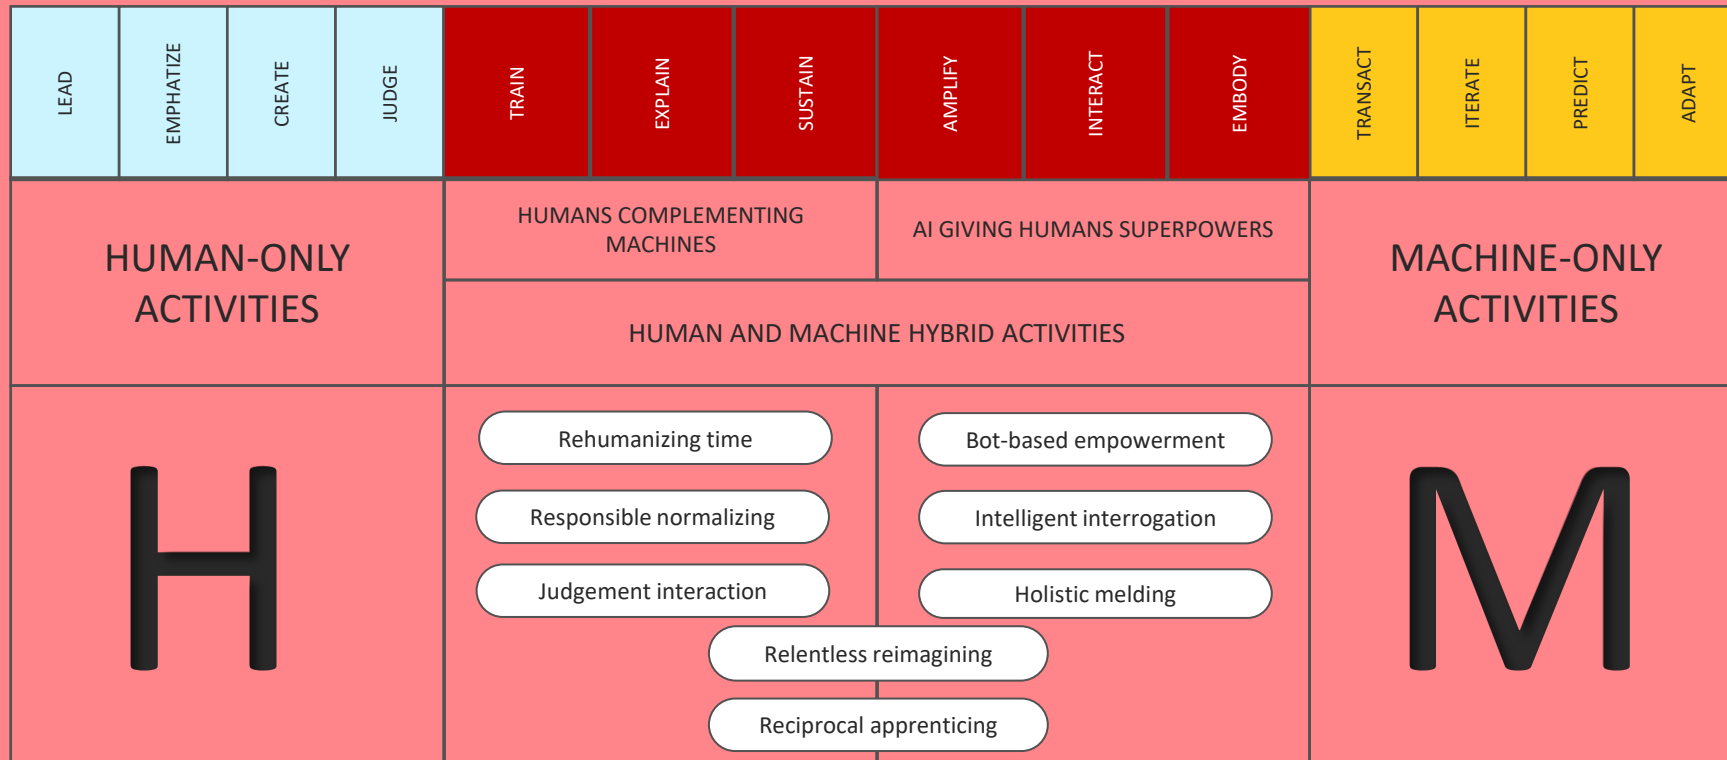 LEAD
EMPHATIZE
CREATE
JUDGE
TRAIN
EXPLAIN
SUSTAIN
AMPLIFY
INTERACT
EMBODY
TRANSACT
ITERATE
PREDICT
ADAPT
HUMAN-ONLY
ACTIVITIES
HUMANS COMPLEMENTING
MACHINES
AI GIVING HUMANS SUPERPOWERS
HUMAN AND MACHINE HYBRID ACTIVITIES
MACHINE-ONLY
ACTIVITIES
H
Rehumanizing time
Responsible normalizing
Judgement interaction
Bot-based empowerment
Intelligent interrogation
Holistic melding
Relentless reimagining
Reciprocal apprenticing
M